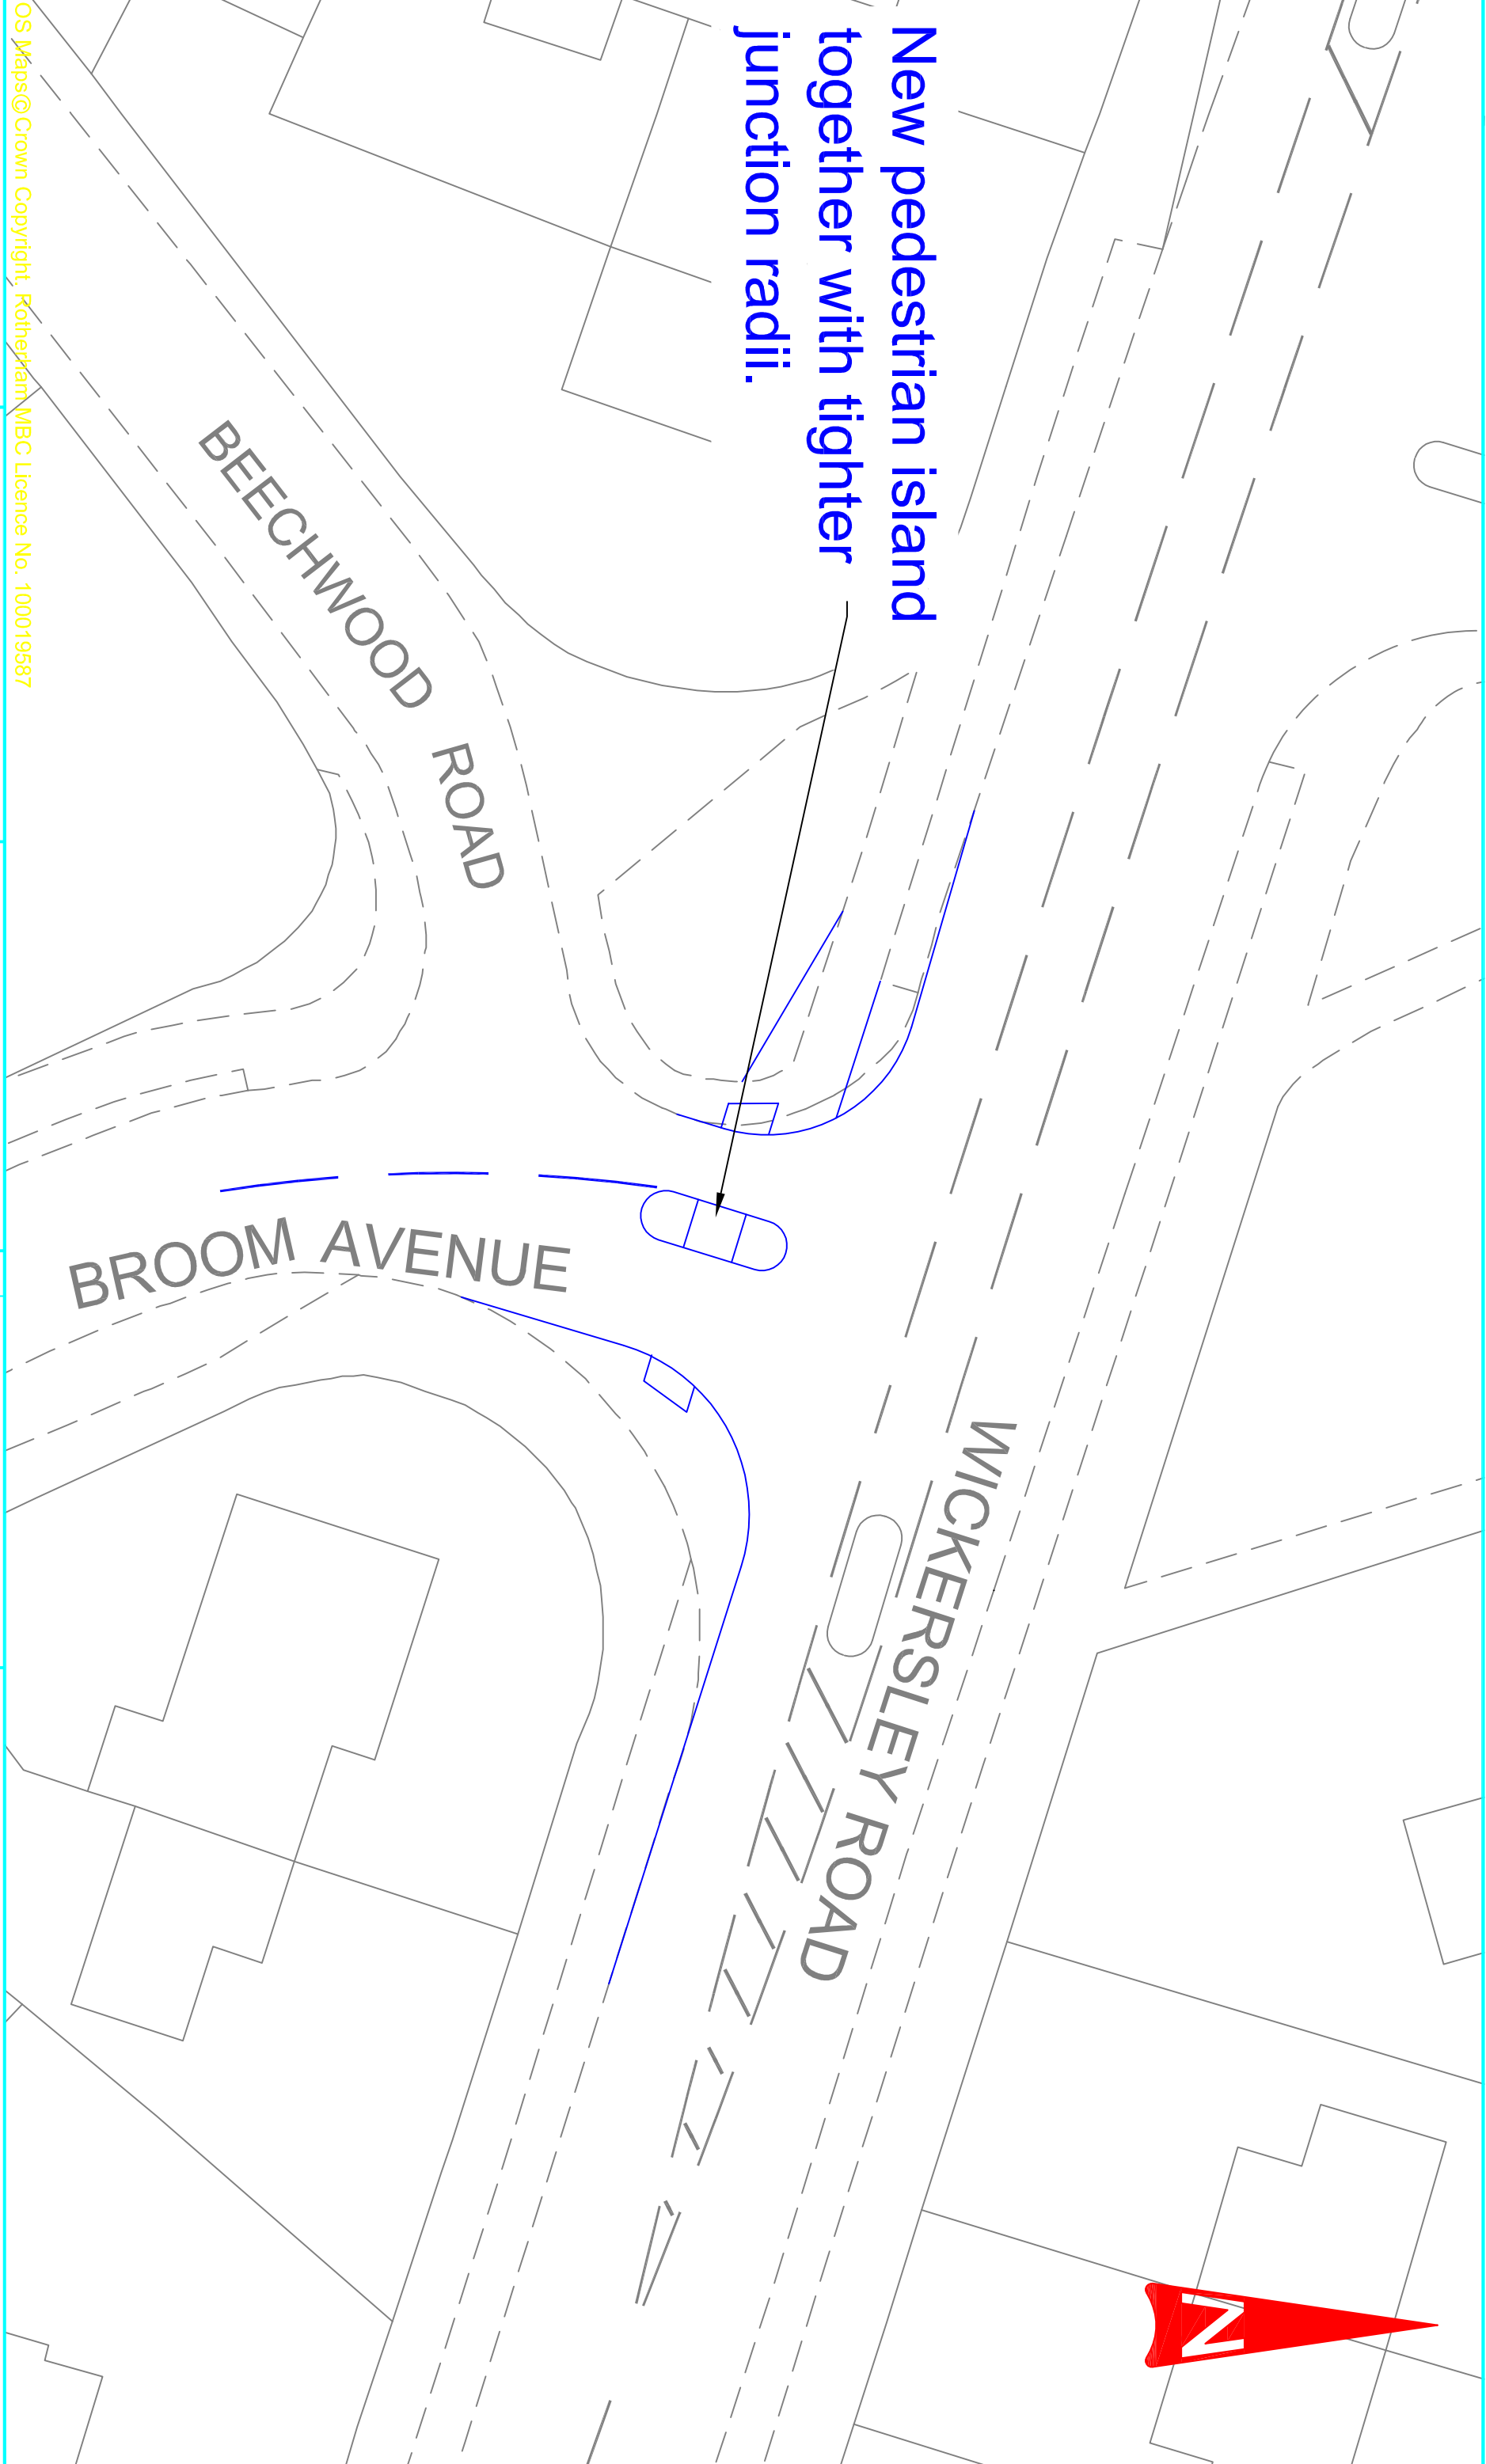 New pedestrian island
together with tighter
junction radii.
BEECHWOOD ROAD
BROOM AVENUE
WICKERSLEY ROAD
N
OS Maps©Crown Copyright. Rotherham MBC Licence No. 100019587